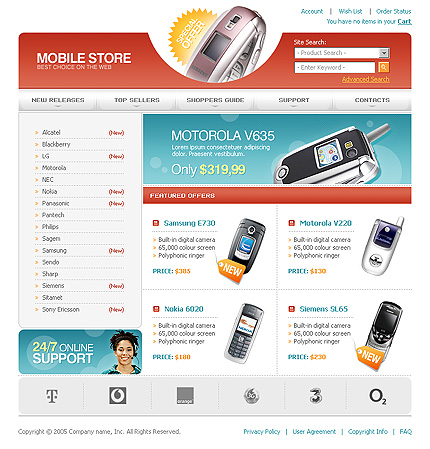 Account | Wish List | Order Status
You have no items in your Cart
SPECIAL OFFER
MOBILE STORE
BEST CHOICE ON THE WEB
Site Search:
- Product Search -
- Enter Keyword -
Advanced Search
NEW RELEASES
TOP SELLERS
SHOPPERS GUIDE
SUPPORT
CONTACTS
» Alcatel (New)
» Blackberry
» LG (New)
» Motorola
» NEC
» Nokia (New)
» Panasonic (New)
» Pantech
» Philips
» Sagem
» Samsung (New)
» Sendo
» Sharp
» Siemens (New)
» Sitamet
» Sony Ericsson (New)
24/7 ONLINE
SUPPORT
MOTOROLA V635
Lorem ipsum consectetuer adipiscing
dolor. Praesent vestibulum.
Only $319,99
FEATURED OFFERS
Samsung E730
» Built-in digital camera
» 65,000 colour screen
» Polyphonic ringer
PRICE: $385
NEW
Motorola V220
» Built-in digital camera
» 65,000 colour screen
» Polyphonic ringer
PRICE: $130
Nokia 6020
» Built-in digital camera
» 65,000 colour screen
» Polyphonic ringer
PRICE: $180
Siemens SL65
» Built-in digital camera
» 65,000 colour screen
» Polyphonic ringer
PRICE: $230
NEW
T
orange
3G
3
O2
Copyright © 2005 Company name, Inc. All Rights Reserved.
Privacy Policy | User Agreement | Copyright Info | FAQ